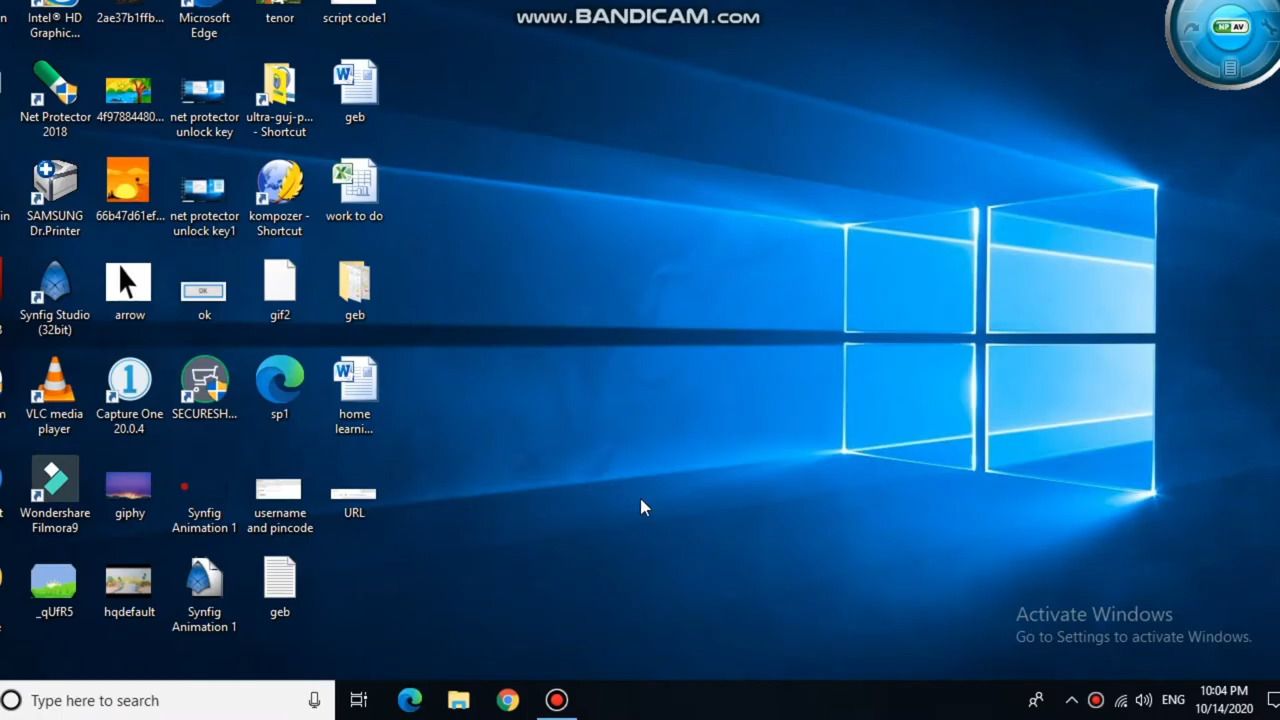 www.BANDICAM.com
Intel® HD
Graphic...
2ae37b1ffb...
Microsoft
Edge
tenor
script code1
NP AV
Net Protector
2018
4f97884480...
net protector
unlock key
ultra-guj-p...
- Shortcut
geb
SAMSUNG
Dr.Printer
66b47d61ef...
net protector
unlock key1
kompozer -
Shortcut
work to do
Synfig Studio
(32bit)
arrow
OK
ok
gif2
geb
VLC media
player
Capture One
20.0.4
SECURESH...
sp1
home
learni...
Wondershare
Filmora9
giphy
Synfig
Animation 1
username
and pincode
URL
_qUfR5
hqdefault
Synfig
Animation 1
geb
Activate Windows
Go to Settings to activate Windows.
Type here to search
ENG
10:04 PM
10/14/2020